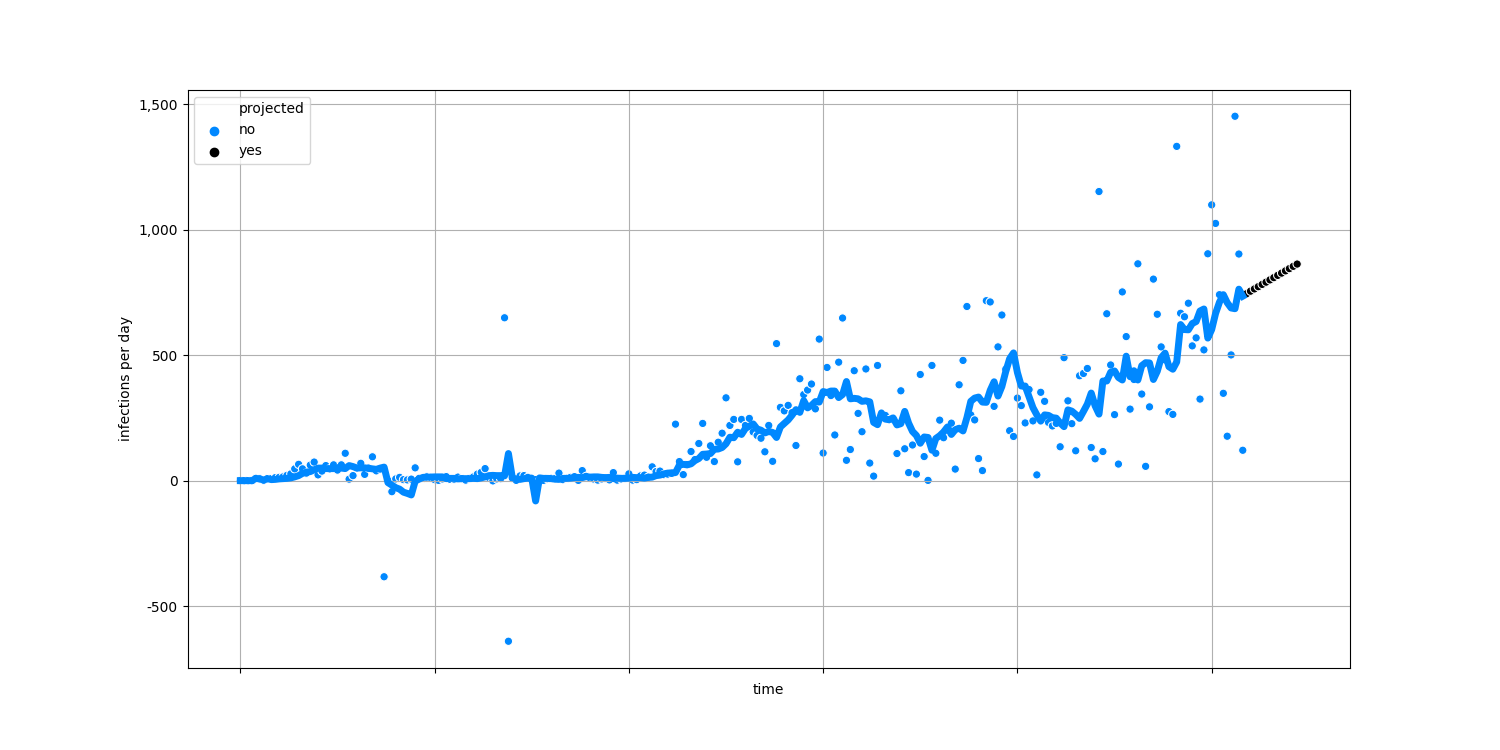 projected
no
yes
1,500
1,000
500
0
-500
infections per day
time